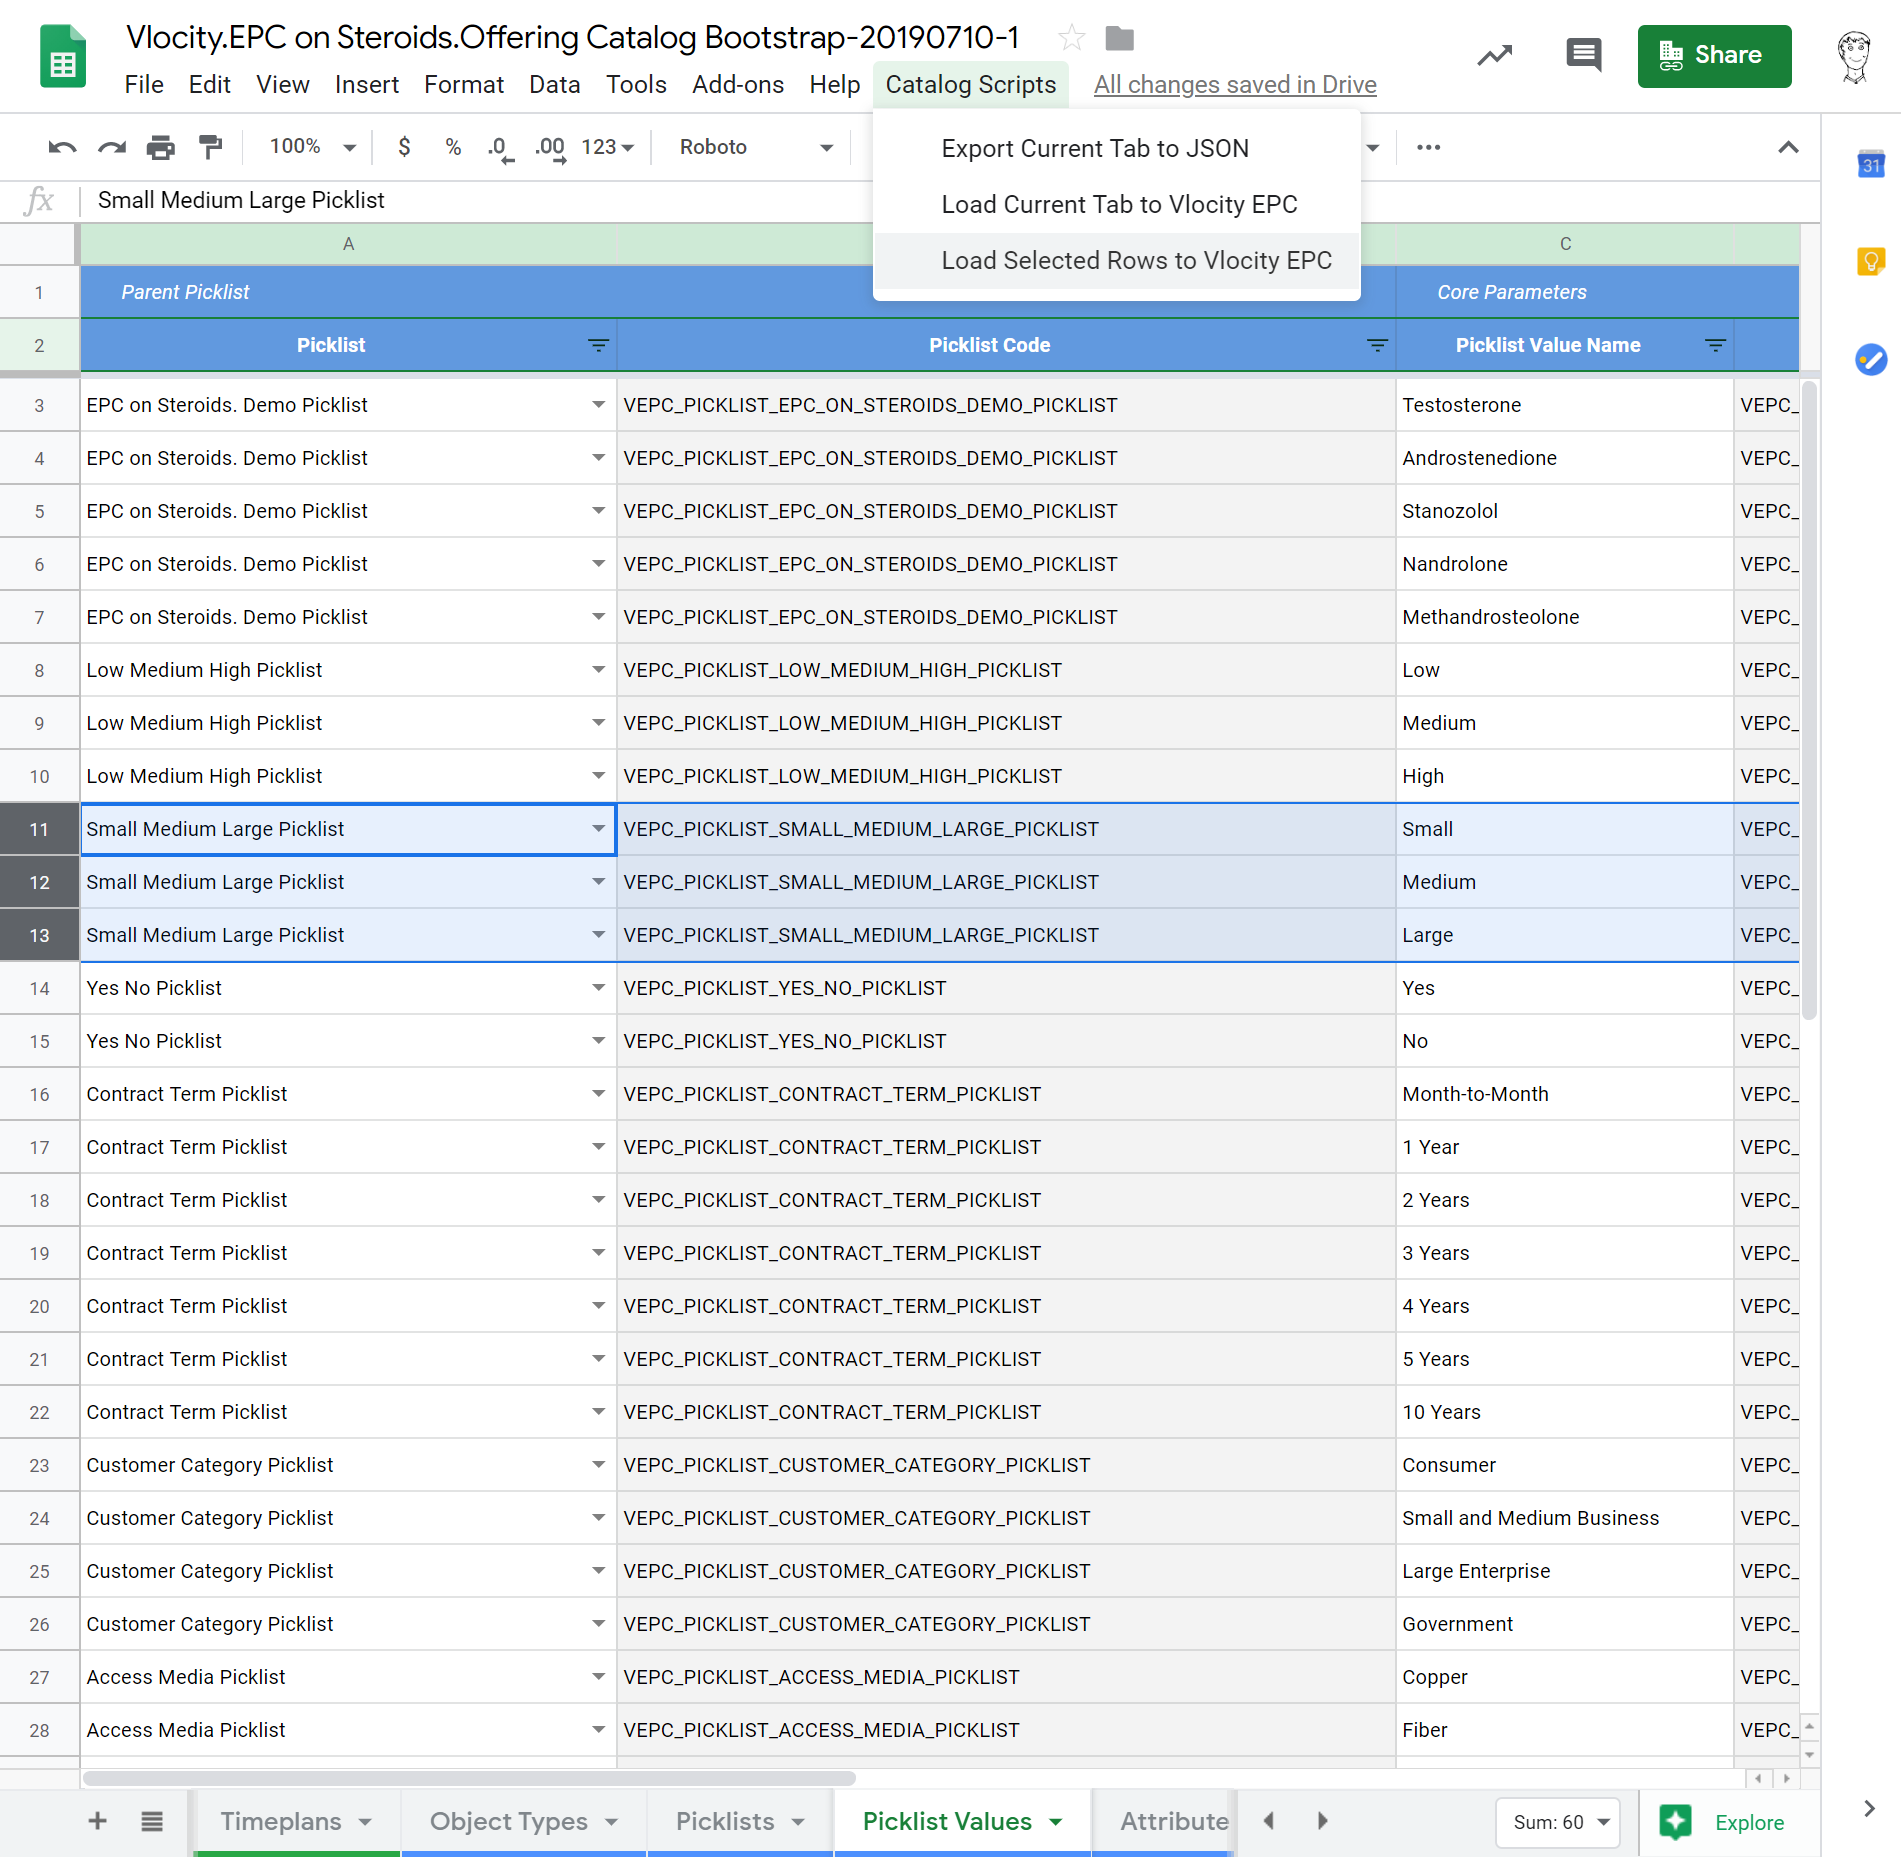 Vlocity.EPC on Steroids.Offering Catalog Bootstrap-20190710-1
File Edit View Insert Format Data Tools Add-ons Help Catalog Scripts All changes saved in Drive
Share
100% $ % .0 .00 123 Roboto
31
Export Current Tab to JSON
Load Current Tab to Vlocity EPC
Load Selected Rows to Vlocity EPC
fx Small Medium Large Picklist
A C
1 Parent Picklist Core Parameters
2 Picklist Picklist Code Picklist Value Name
3 EPC on Steroids. Demo Picklist VEPC_PICKLIST_EPC_ON_STEROIDS_DEMO_PICKLIST Testosterone VEPC_
4 EPC on Steroids. Demo Picklist VEPC_PICKLIST_EPC_ON_STEROIDS_DEMO_PICKLIST Androstenedione VEPC_
5 EPC on Steroids. Demo Picklist VEPC_PICKLIST_EPC_ON_STEROIDS_DEMO_PICKLIST Stanozolol VEPC_
6 EPC on Steroids. Demo Picklist VEPC_PICKLIST_EPC_ON_STEROIDS_DEMO_PICKLIST Nandrolone VEPC_
7 EPC on Steroids. Demo Picklist VEPC_PICKLIST_EPC_ON_STEROIDS_DEMO_PICKLIST Methandrosteolone VEPC_
8 Low Medium High Picklist VEPC_PICKLIST_LOW_MEDIUM_HIGH_PICKLIST Low VEPC_
9 Low Medium High Picklist VEPC_PICKLIST_LOW_MEDIUM_HIGH_PICKLIST Medium VEPC_
10 Low Medium High Picklist VEPC_PICKLIST_LOW_MEDIUM_HIGH_PICKLIST High VEPC_
11 Small Medium Large Picklist VEPC_PICKLIST_SMALL_MEDIUM_LARGE_PICKLIST Small VEPC_
12 Small Medium Large Picklist VEPC_PICKLIST_SMALL_MEDIUM_LARGE_PICKLIST Medium VEPC_
13 Small Medium Large Picklist VEPC_PICKLIST_SMALL_MEDIUM_LARGE_PICKLIST Large VEPC_
14 Yes No Picklist VEPC_PICKLIST_YES_NO_PICKLIST Yes VEPC_
15 Yes No Picklist VEPC_PICKLIST_YES_NO_PICKLIST No VEPC_
16 Contract Term Picklist VEPC_PICKLIST_CONTRACT_TERM_PICKLIST Month-to-Month VEPC_
17 Contract Term Picklist VEPC_PICKLIST_CONTRACT_TERM_PICKLIST 1 Year VEPC_
18 Contract Term Picklist VEPC_PICKLIST_CONTRACT_TERM_PICKLIST 2 Years VEPC_
19 Contract Term Picklist VEPC_PICKLIST_CONTRACT_TERM_PICKLIST 3 Years VEPC_
20 Contract Term Picklist VEPC_PICKLIST_CONTRACT_TERM_PICKLIST 4 Years VEPC_
21 Contract Term Picklist VEPC_PICKLIST_CONTRACT_TERM_PICKLIST 5 Years VEPC_
22 Contract Term Picklist VEPC_PICKLIST_CONTRACT_TERM_PICKLIST 10 Years VEPC_
23 Customer Category Picklist VEPC_PICKLIST_CUSTOMER_CATEGORY_PICKLIST Consumer VEPC_
24 Customer Category Picklist VEPC_PICKLIST_CUSTOMER_CATEGORY_PICKLIST Small and Medium Business VEPC_
25 Customer Category Picklist VEPC_PICKLIST_CUSTOMER_CATEGORY_PICKLIST Large Enterprise VEPC_
26 Customer Category Picklist VEPC_PICKLIST_CUSTOMER_CATEGORY_PICKLIST Government VEPC_
27 Access Media Picklist VEPC_PICKLIST_ACCESS_MEDIA_PICKLIST Copper VEPC_
28 Access Media Picklist VEPC_PICKLIST_ACCESS_MEDIA_PICKLIST Fiber VEPC_
Timeplans Object Types Picklists Picklist Values Attribute Sum: 60 Explore